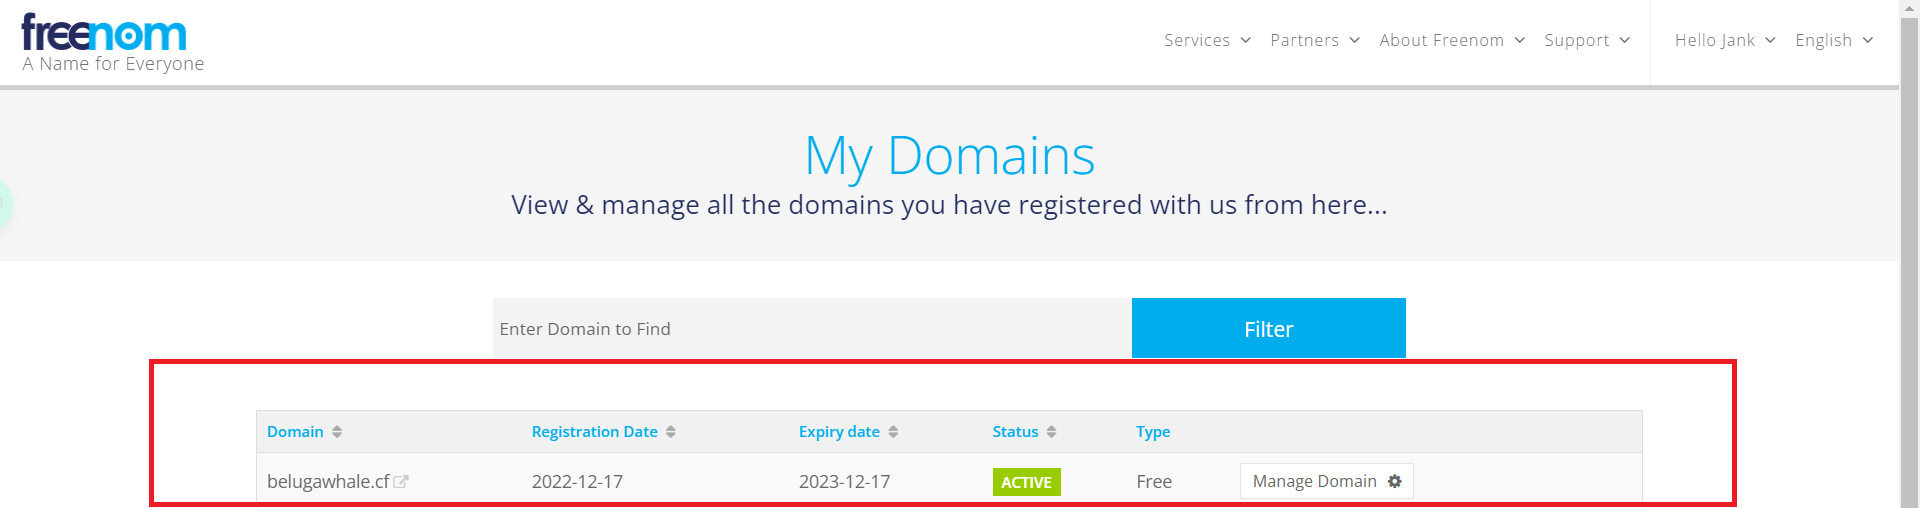 freenom
A Name for Everyone
Services Partners About Freenom Support Hello Jank English
My Domains
View & manage all the domains you have registered with us from here...
Enter Domain to Find Filter
Domain Registration Date Expiry date Status Type
belugawhale.cf 2022-12-17 2023-12-17 ACTIVE Free Manage Domain